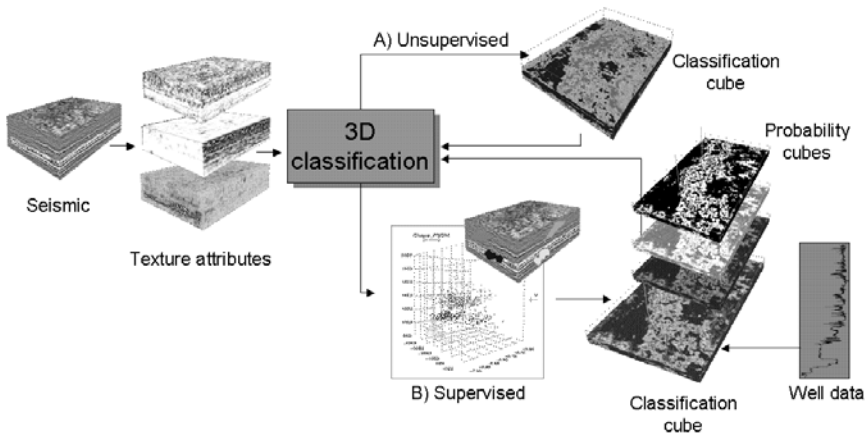 A) Unsupervised
Classification
cube
3D
classification
Probability
cubes
Seismic
Texture attributes
B) Supervised
Classification
cube
Well data